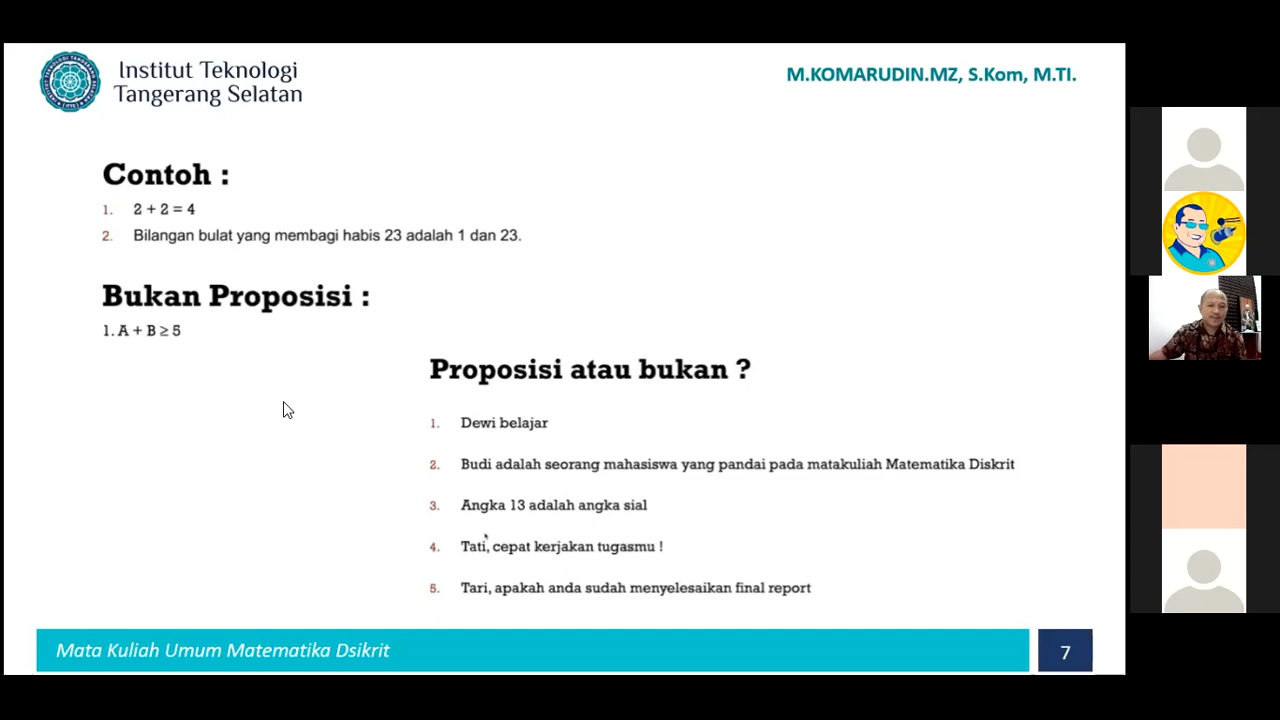 Institut Teknologi
Tangerang Selatan
M.KOMARUDIN.MZ, S.Kom, M.TI.
Contoh :
1. 2 + 2 = 4
2. Bilangan bulat yang membagi habis 23 adalah 1 dan 23.
Bukan Proposisi :
1. A + B ≥ 5
Proposisi atau bukan ?
1. Dewi belajar
2. Budi adalah seorang mahasiswa yang pandai pada matakuliah Matematika Diskrit
3. Angka 13 adalah angka sial
4. Tati, cepat kerjakan tugasmu !
5. Tari, apakah anda sudah menyelesaikan final report
Mata Kuliah Umum Matematika Dsikrit
7